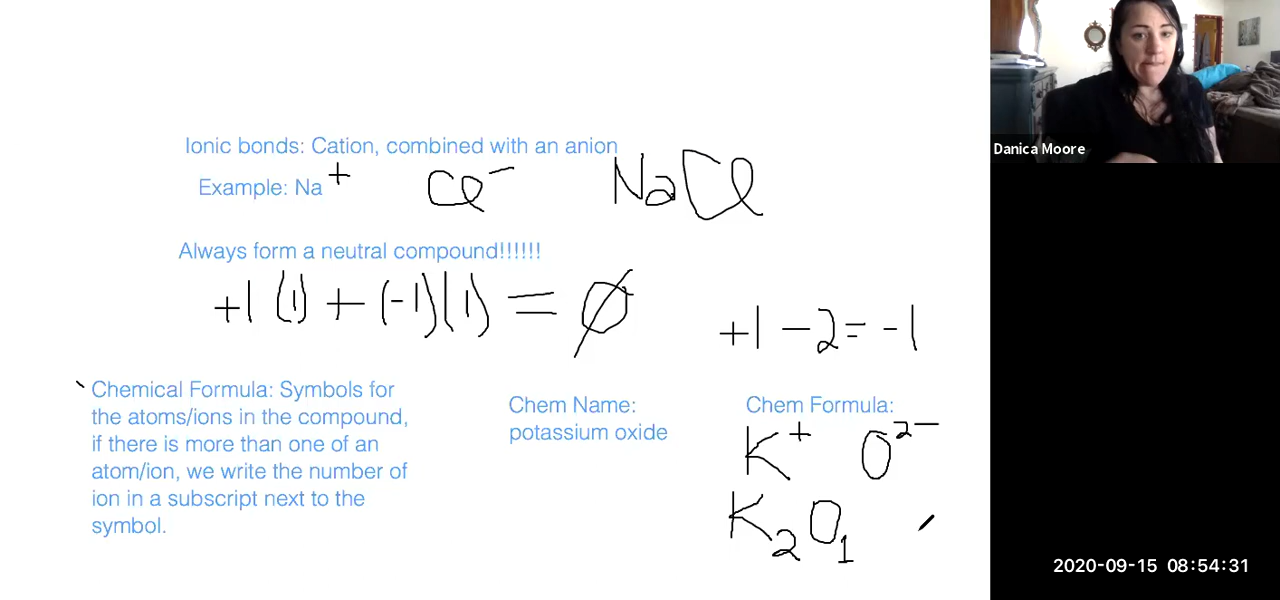 Ionic bonds: Cation, combined with an anion
Example: Na + Cl⁻ NaCl
Always form a neutral compound!!!!!!
+1 (1) + (-1)(1) = 0
+1 - 2 = -1
Chemical Formula: Symbols for
the atoms/ions in the compound,
if there is more than one of an
atom/ion, we write the number of
ion in a subscript next to the
symbol.
Chem Name:
potassium oxide
Chem Formula:
K⁺ O²⁻
K₂O₁
Danica Moore
2020-09-15 08:54:31